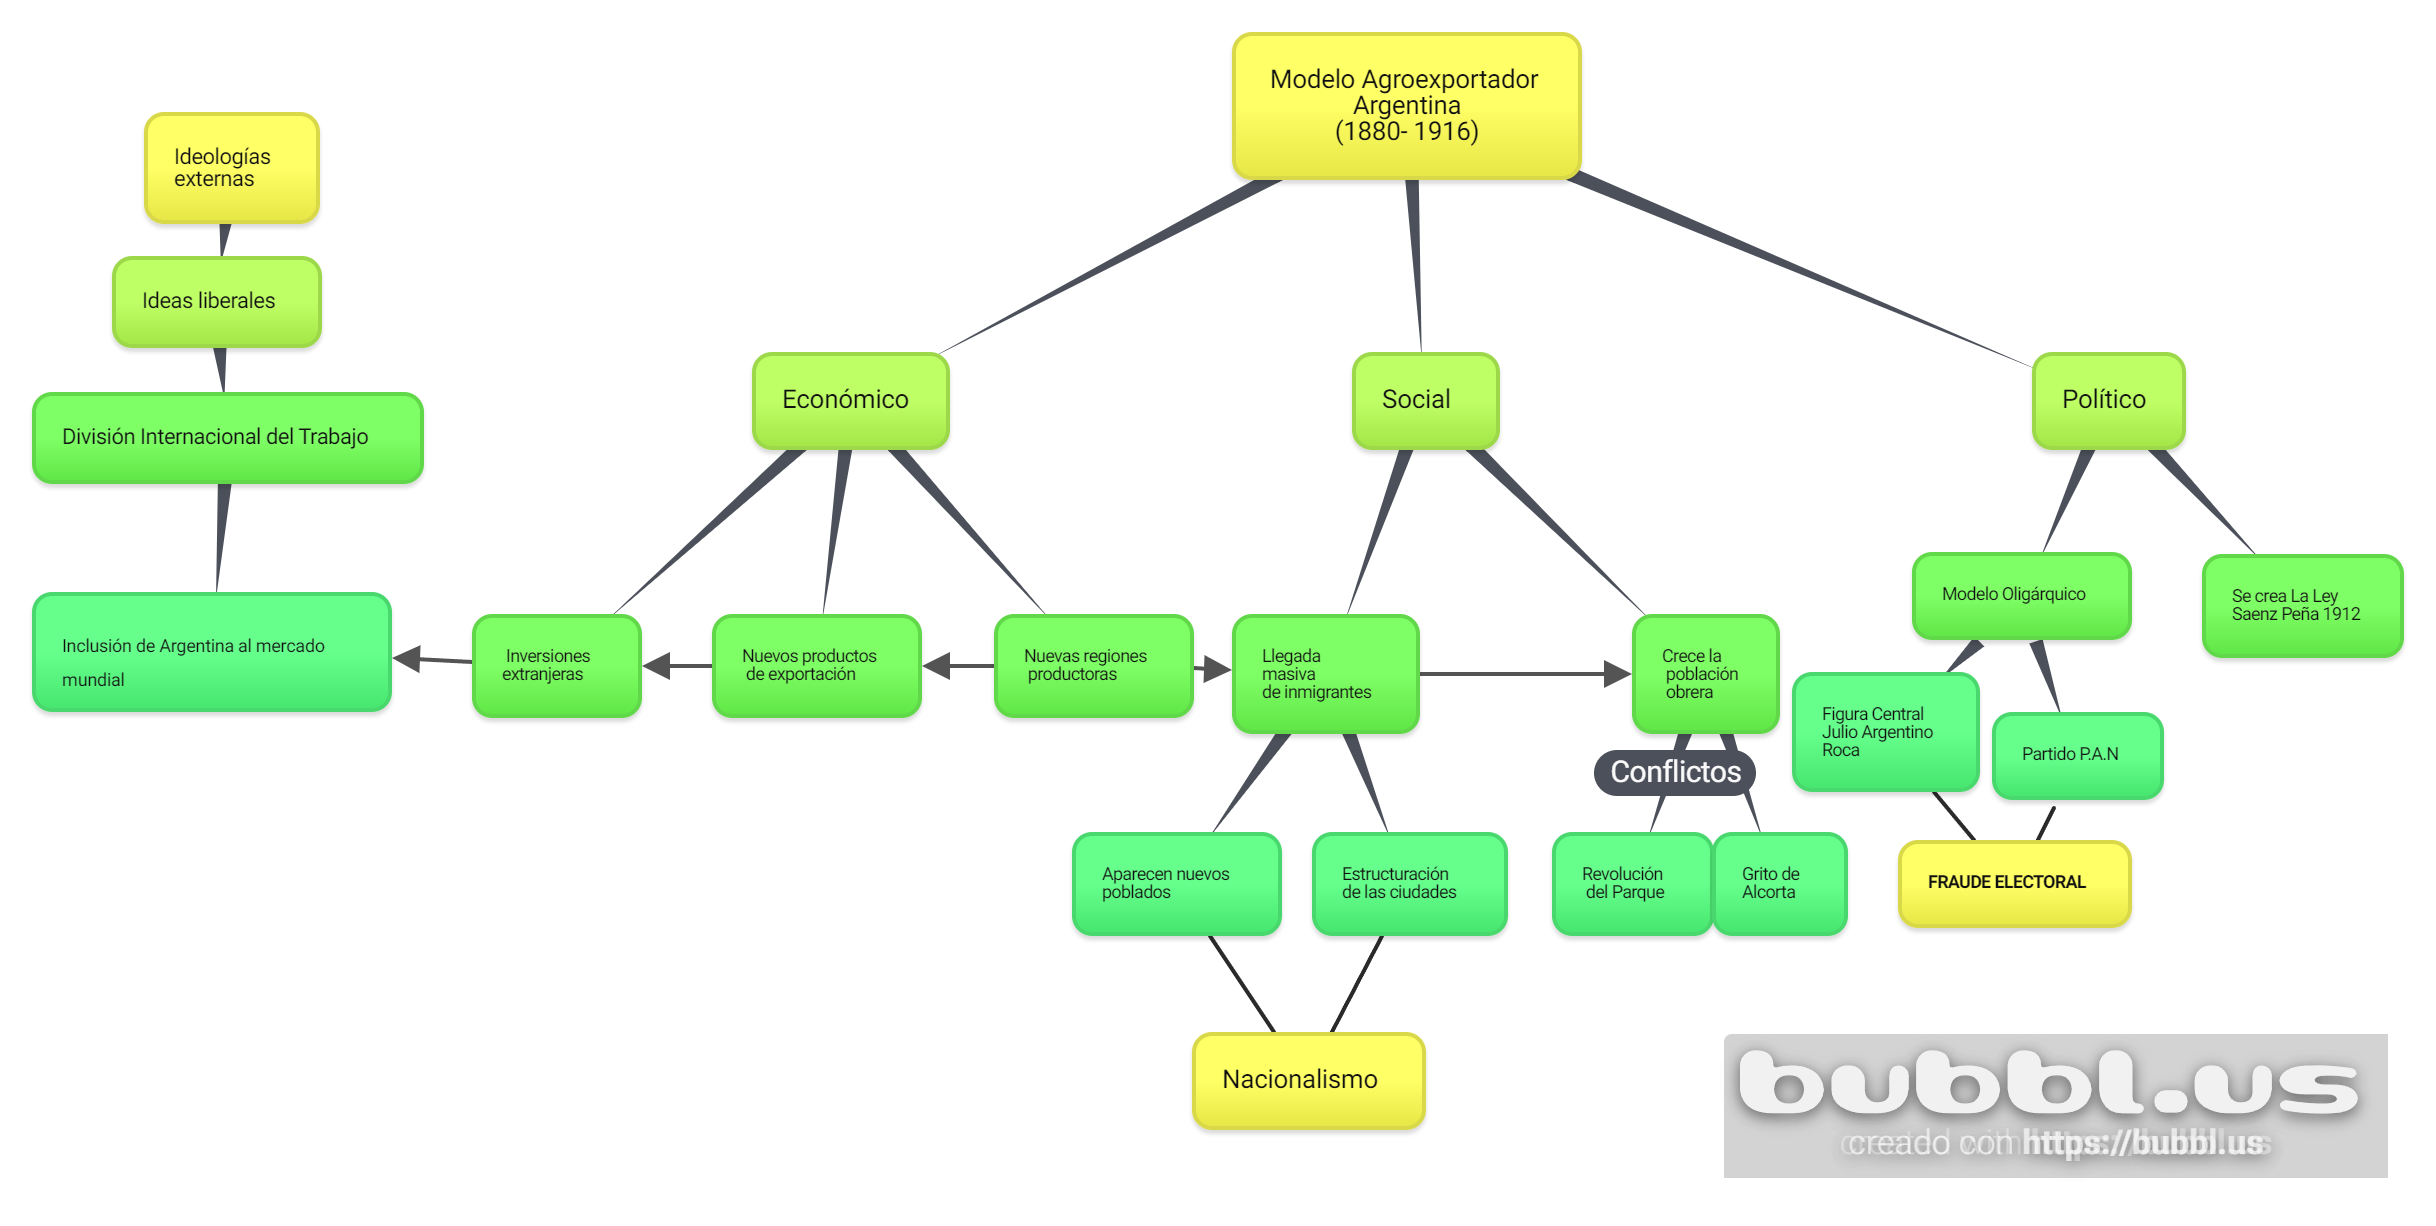 Modelo Agroexportador
Argentina
(1880- 1916)
Ideologías
externas
Ideas liberales
División Internacional del Trabajo
Inclusión de Argentina al mercado
mundial
Económico
Social
Político
Inversiones
extranjeras
Nuevos productos
de exportación
Nuevas regiones
productoras
Llegada
masiva
de inmigrantes
Crece la
población
obrera
Modelo Oligárquico
Se crea La Ley
Saenz Peña 1912
Figura Central
Julio Argentino
Roca
Partido P.A.N
Conflictos
Aparecen nuevos
poblados
Estructuración
de las ciudades
Revolución
del Parque
Grito de
Alcorta
FRAUDE ELECTORAL
Nacionalismo
bubbl.us
creado con https://bubbl.us